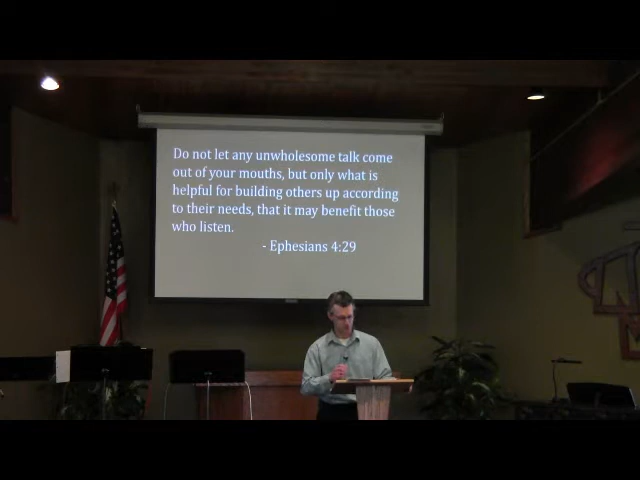 Do not let any unwholesome talk come
out of your mouths, but only what is
helpful for building others up according
to their needs, that it may benefit those
who listen.
- Ephesians 4:29